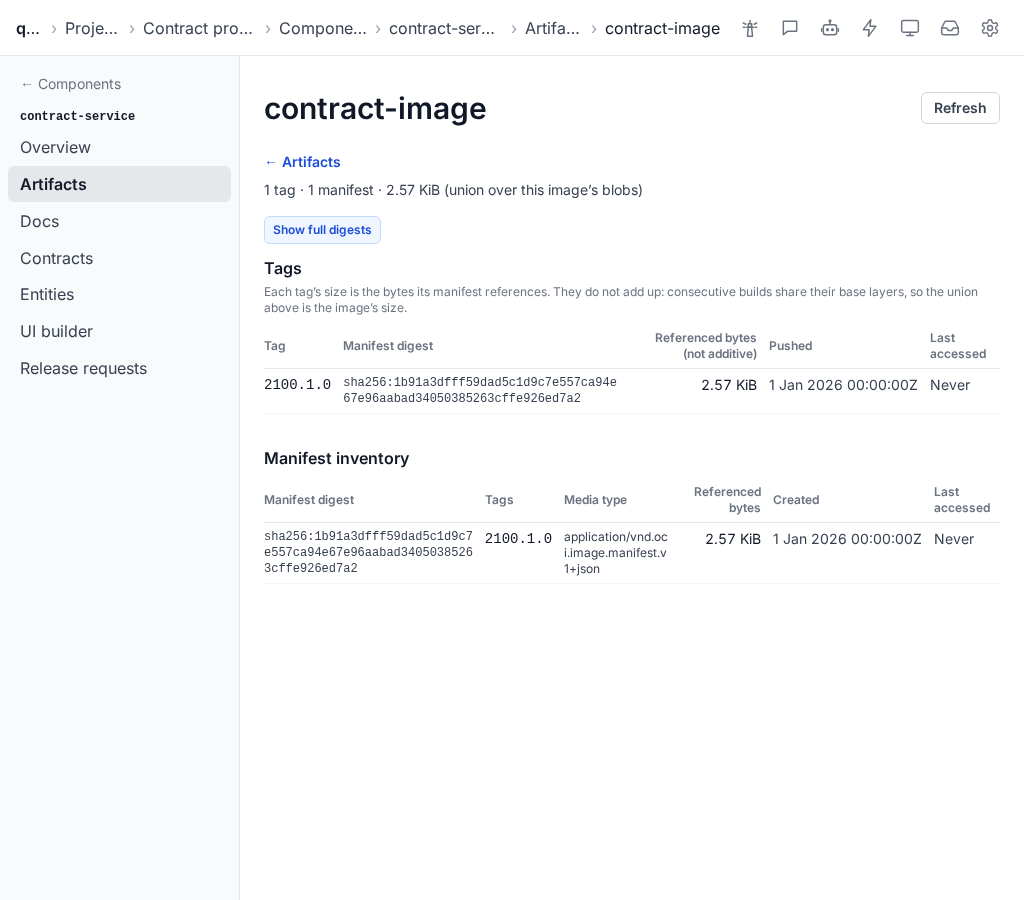 q… › Proje… › Contract pro… › Compone… › contract-ser… › Artifa… › contract-image
← Components
contract-service
Overview
Artifacts
Docs
Contracts
Entities
UI builder
Release requests
contract-image
Refresh
← Artifacts
1 tag · 1 manifest · 2.57 KiB (union over this image’s blobs)
Show full digests
Tags
Each tag’s size is the bytes its manifest references. They do not add up: consecutive builds share their base layers, so the union
above is the image’s size.
Tag Manifest digest Referenced bytes (not additive) Pushed Last accessed
2100.1.0 sha256:1b91a3dfff59dad5c1d9c7e557ca94e 2.57 KiB 1 Jan 2026 00:00:00Z Never
67e96aabad34050385263cffe926ed7a2
Manifest inventory
Manifest digest Tags Media type Referenced bytes Created Last accessed
sha256:1b91a3dfff59dad5c1d9c7 2100.1.0 application/vnd.oc 2.57 KiB 1 Jan 2026 00:00:00Z Never
e557ca94e67e96aabad3405038526 i.image.manifest.v
3cffe926ed7a2 1+json